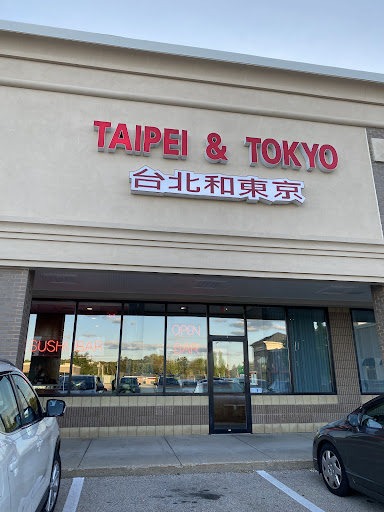 TAIPEI & TOKYO
台北和東京
SUSHI BAR
OPEN